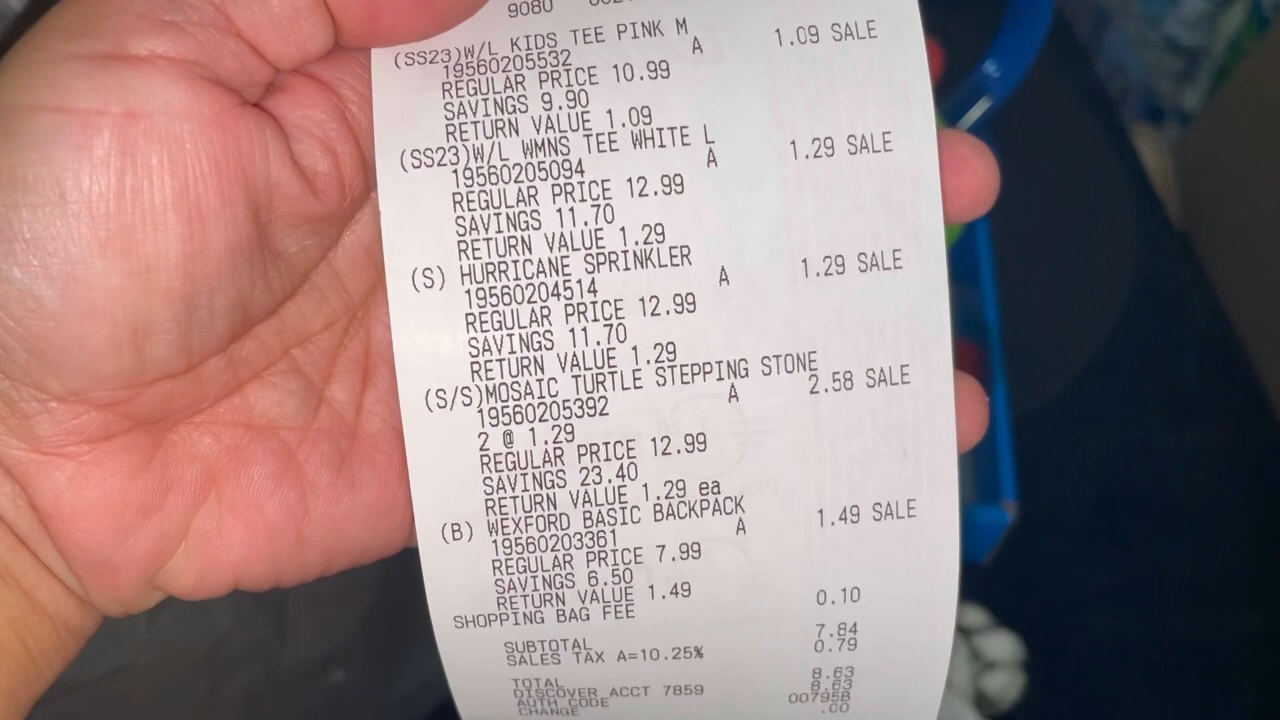 9080
(SS23)W/L KIDS TEE PINK M
19560205532 A 1.09 SALE
REGULAR PRICE 10.99
SAVINGS 9.90
RETURN VALUE 1.09
(SS23)W/L WMNS TEE WHITE L
19560205094 A 1.29 SALE
REGULAR PRICE 12.99
SAVINGS 11.70
RETURN VALUE 1.29
(S) HURRICANE SPRINKLER
19560204514 A 1.29 SALE
REGULAR PRICE 12.99
SAVINGS 11.70
RETURN VALUE 1.29
(S/S)MOSAIC TURTLE STEPPING STONE
19560205392 A 2.58 SALE
2 @ 1.29
REGULAR PRICE 12.99
SAVINGS 23.40
RETURN VALUE 1.29 ea
(B) WEXFORD BASIC BACKPACK
19560203361 A 1.49 SALE
REGULAR PRICE 7.99
SAVINGS 6.50
RETURN VALUE 1.49
SHOPPING BAG FEE 0.10
SUBTOTAL 7.84
SALES TAX A=10.25% 0.79
TOTAL 8.63
DISCOVER ACCT 7859 8.63
AUTH CODE 00795B
CHANGE .00